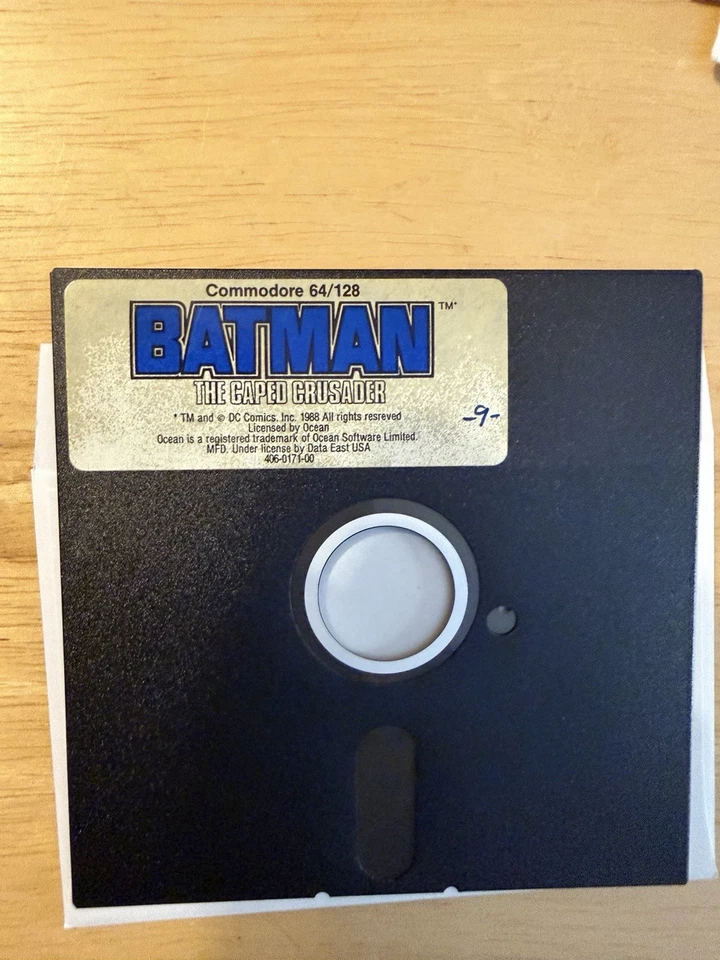 Commodore 64/128
BATMAN TM*
THE CAPED CRUSADER
* TM and © DC Comics, Inc. 1988 All rights resreved
Licensed by Ocean
-9-
Ocean is a registered trademark of Ocean Software Limited.
MFD. Under license by Data East USA
406-0171-00